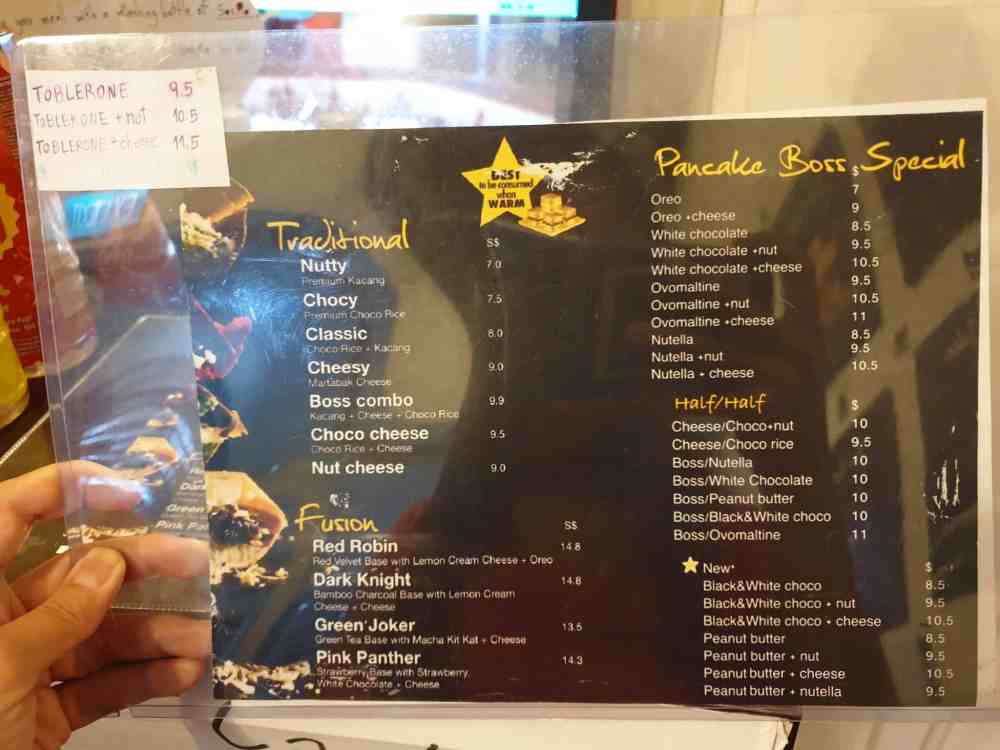 TOBLERONE 9.5
TOBLERONE + nut 10.5
TOBLERONE + cheese 11.5
BEST
to be consumed
when
WARM
Traditional
S$
Nutty 7.0
Premium Kacang
Chocy 7.5
Premium Choco Rice
Classic 8.0
Choco Rice + Kacang
Cheesy 9.0
Martabak Cheese
Boss combo 9.9
Kacang + Cheese + Choco Rice
Choco cheese 9.5
Choco Rice + Cheese
Nut cheese 9.0
Fusion
S$
Red Robin 14.8
Red Velvet Base with Lemon Cream Cheese + Oreo
Dark Knight 14.8
Bamboo Charcoal Base with Lemon Cream
Cheese + Cheese
Green Joker 13.5
Green Tea Base with Macha Kit Kat + Cheese
Pink Panther 14.3
Strawberry Base with Strawberry,
White Chocolate + Cheese
Pancake Boss Special
$
Oreo 7
Oreo +cheese 9
White chocolate 8.5
White chocolate +nut 9.5
White chocolate +cheese 10.5
Ovomaltine 9.5
Ovomaltine +nut 10.5
Ovomaltine +cheese 11
Nutella 8.5
Nutella +nut 9.5
Nutella + cheese 10.5
Half/Half $
Cheese/Choco+nut 10
Cheese/Choco rice 9.5
Boss/Nutella 10
Boss/White Chocolate 10
Boss/Peanut butter 10
Boss/Black&White choco 10
Boss/Ovomaltine 11
New* $
Black&White choco 8.5
Black&White choco + nut 9.5
Black&White choco + cheese 10.5
Peanut butter 8.5
Peanut butter + nut 9.5
Peanut butter + cheese 10.5
Peanut butter + nutella 9.5
Dark
Green
Pink Pa